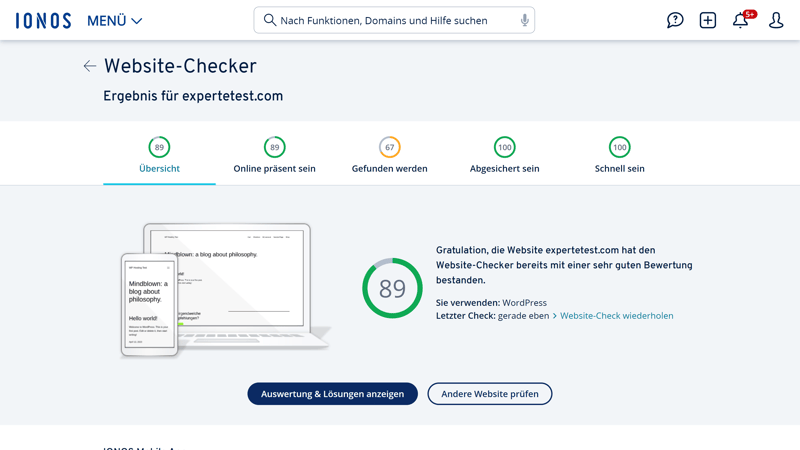 IONOS MENÜ Nach Funktionen, Domains und Hilfe suchen 5+
Website-Checker
Ergebnis für expertetest.com
89 89 67 100 100
Übersicht Online präsent sein Gefunden werden Abgesichert sein Schnell sein
Mindblown: a blog about philosophy.
Mindblown: a
blog about
philosophy.
Hello world!
89
Gratulation, die Website expertetest.com hat den
Website-Checker bereits mit einer sehr guten Bewertung
bestanden.
Sie verwenden: WordPress
Letzter Check: gerade eben > Website-Check wiederholen
Auswertung & Lösungen anzeigen Andere Website prüfen